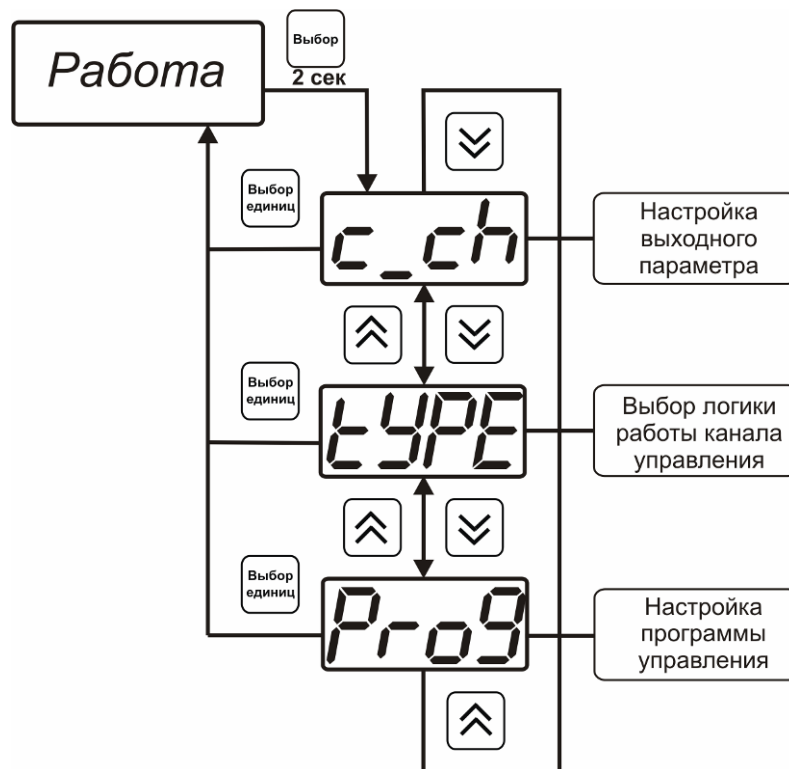 Выбор
2 сек
Работа
Выбор
единиц
c_ch
Настройка
выходного
параметра
Выбор
единиц
tYPE
Выбор логики
работы канала
управления
Выбор
единиц
Prog
Настройка
программы
управления